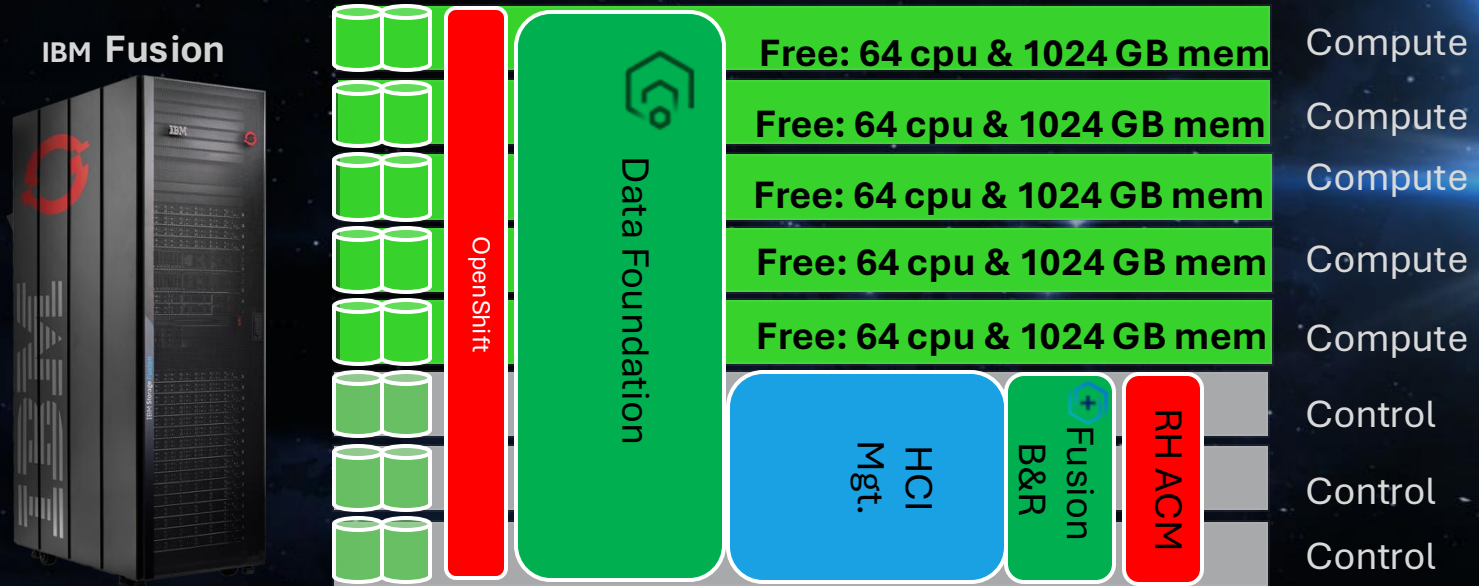 IBM Fusion
IBM
IBM
OpenShift
Data Foundation
Free: 64 cpu & 1024 GB mem
Compute
Free: 64 cpu & 1024 GB mem
Compute
Free: 64 cpu & 1024 GB mem
Compute
Free: 64 cpu & 1024 GB mem
Compute
Free: 64 cpu & 1024 GB mem
Compute
HCI
Mgt.
Fusion
B&R
RH ACM
Control
Control
Control